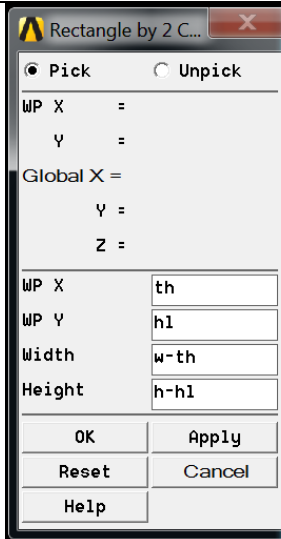 Rectangle by 2 C...
Pick Unpick
WP X =
Y =
Global X =
Y =
Z =
WP X th
WP Y hl
Width w-th
Height h-hl
OK Apply
Reset Cancel
Help